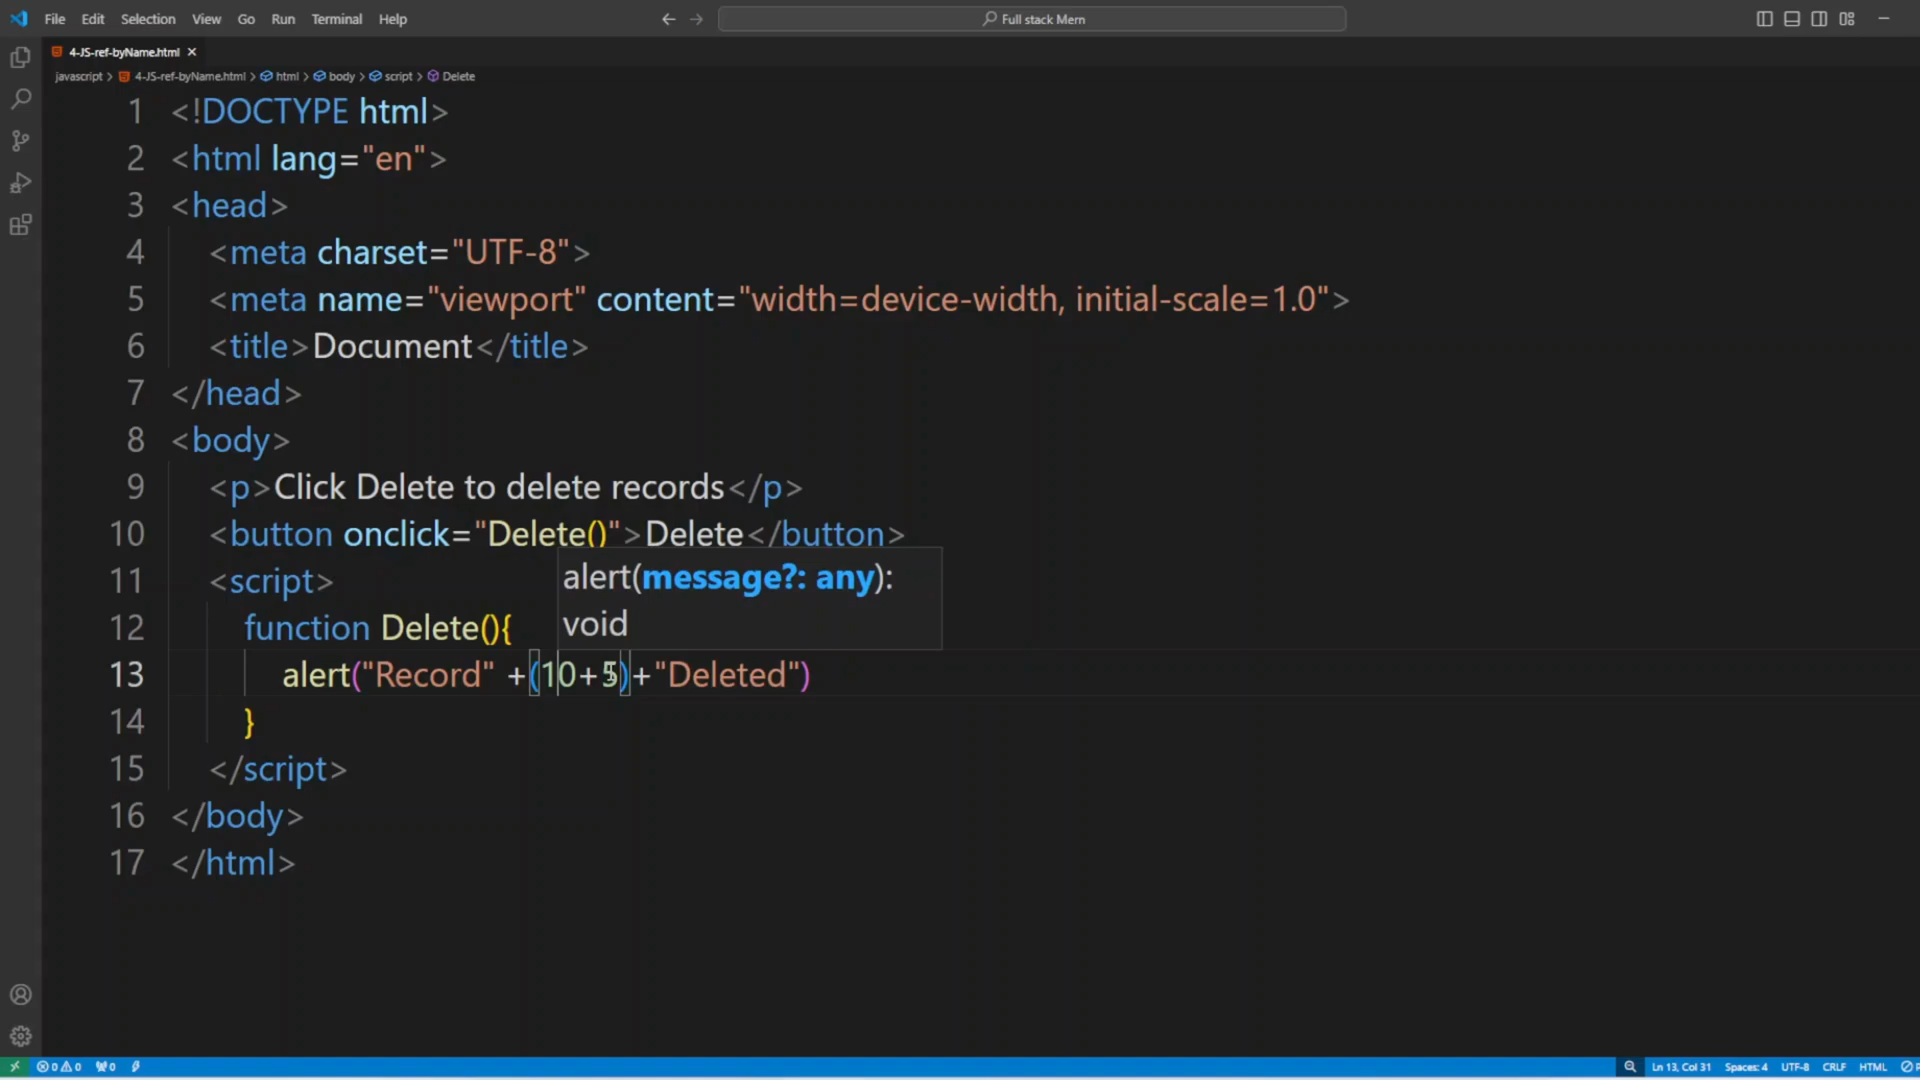 File Edit Selection View Go Run Terminal Help
Full stack Mern
4-JS-ref-byName.html
javascript > 4-JS-ref-byName.html > html > body > script > Delete
1 <!DOCTYPE html>
2 <html lang="en">
3 <head>
4 <meta charset="UTF-8">
5 <meta name="viewport" content="width=device-width, initial-scale=1.0">
6 <title>Document</title>
7 </head>
8 <body>
9 <p>Click Delete to delete records</p>
10 <button onclick="Delete()">Delete</button>
11 <script>
alert(message?: any):
12 function Delete(){
void
13 alert("Record" +(10+5)+"Deleted")
14 }
15 </script>
16 </body>
17 </html>
0 0 0 Ln 13, Col 31 Spaces: 4 UTF-8 CRLF HTML